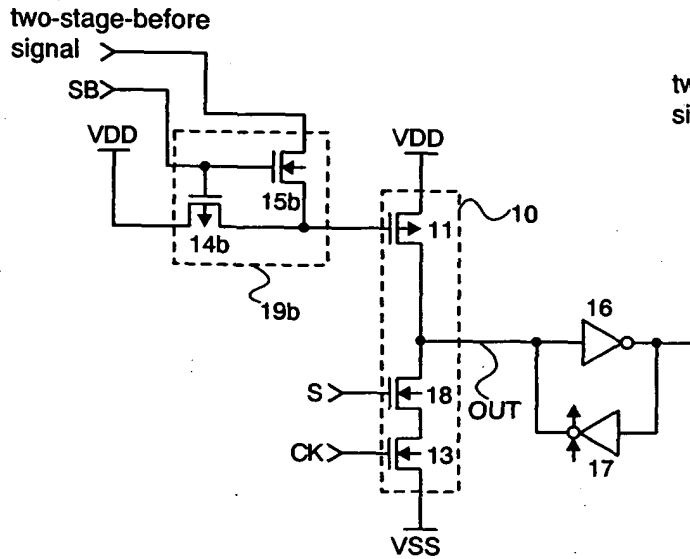 two-stage-before
signal
SB
VDD
15b
14b
19b
VDD
10
11
S
18
CK
13
VSS
OUT
16
17
tw
si